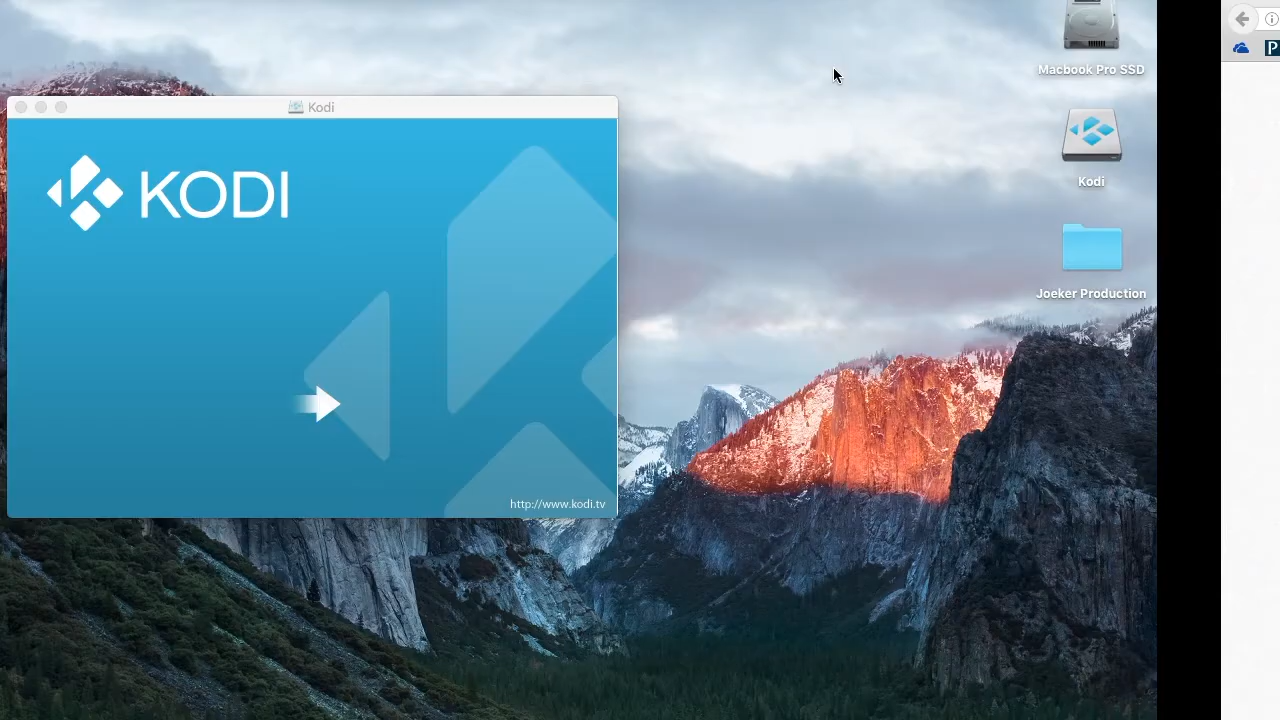 Macbook Pro SSD
Kodi
KODI
Kodi
Joeker Production
http://www.kodi.tv
P